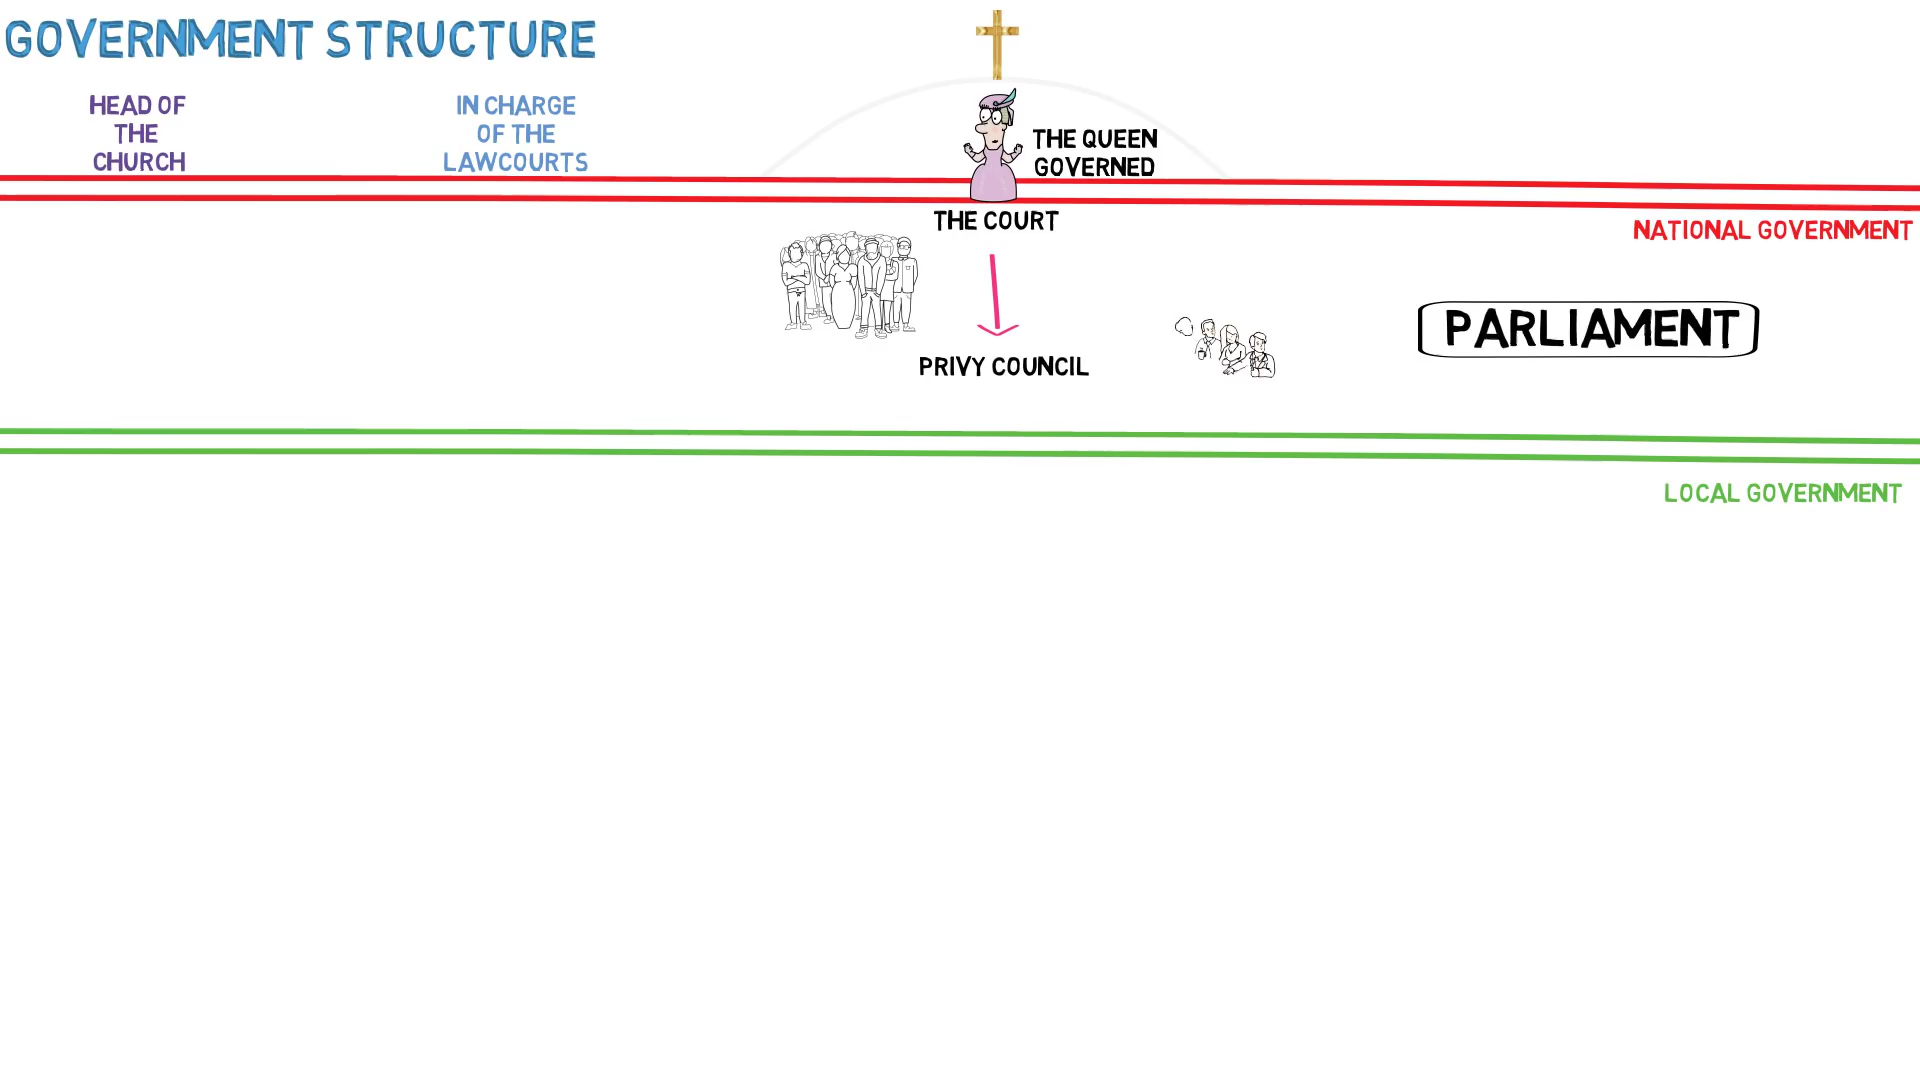 GOVERNMENT STRUCTURE
HEAD OF
THE
CHURCH
IN CHARGE
OF THE
LAWCOURTS
THE QUEEN
GOVERNED
THE COURT
NATIONAL GOVERNMENT
PARLIAMENT
PRIVY COUNCIL
LOCAL GOVERNMENT